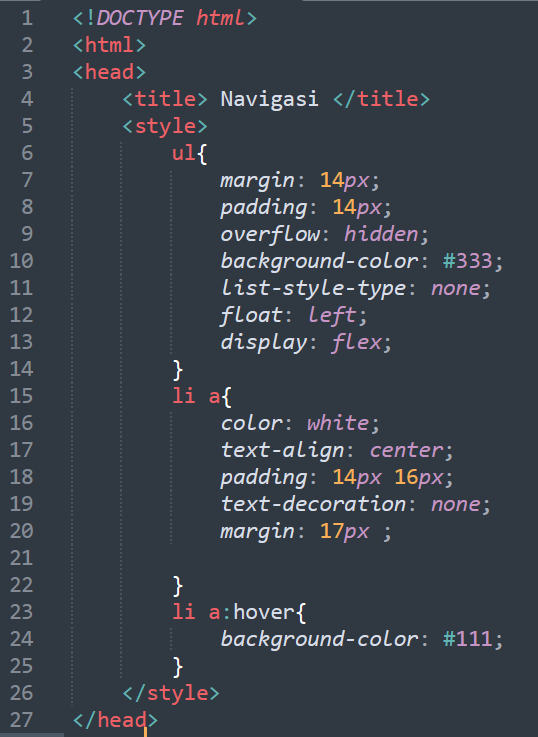 1 <!DOCTYPE html>
2 <html>
3 <head>
4     <title> Navigasi </title>
5     <style>
6         ul{
7             margin: 14px;
8             padding: 14px;
9             overflow: hidden;
10             background-color: #333;
11             list-style-type: none;
12             float: left;
13             display: flex;
14         }
15         li a{
16             color: white;
17             text-align: center;
18             padding: 14px 16px;
19             text-decoration: none;
20             margin: 17px ;
21
22         }
23         li a:hover{
24             background-color: #111;
25         }
26     </style>
27 </head>